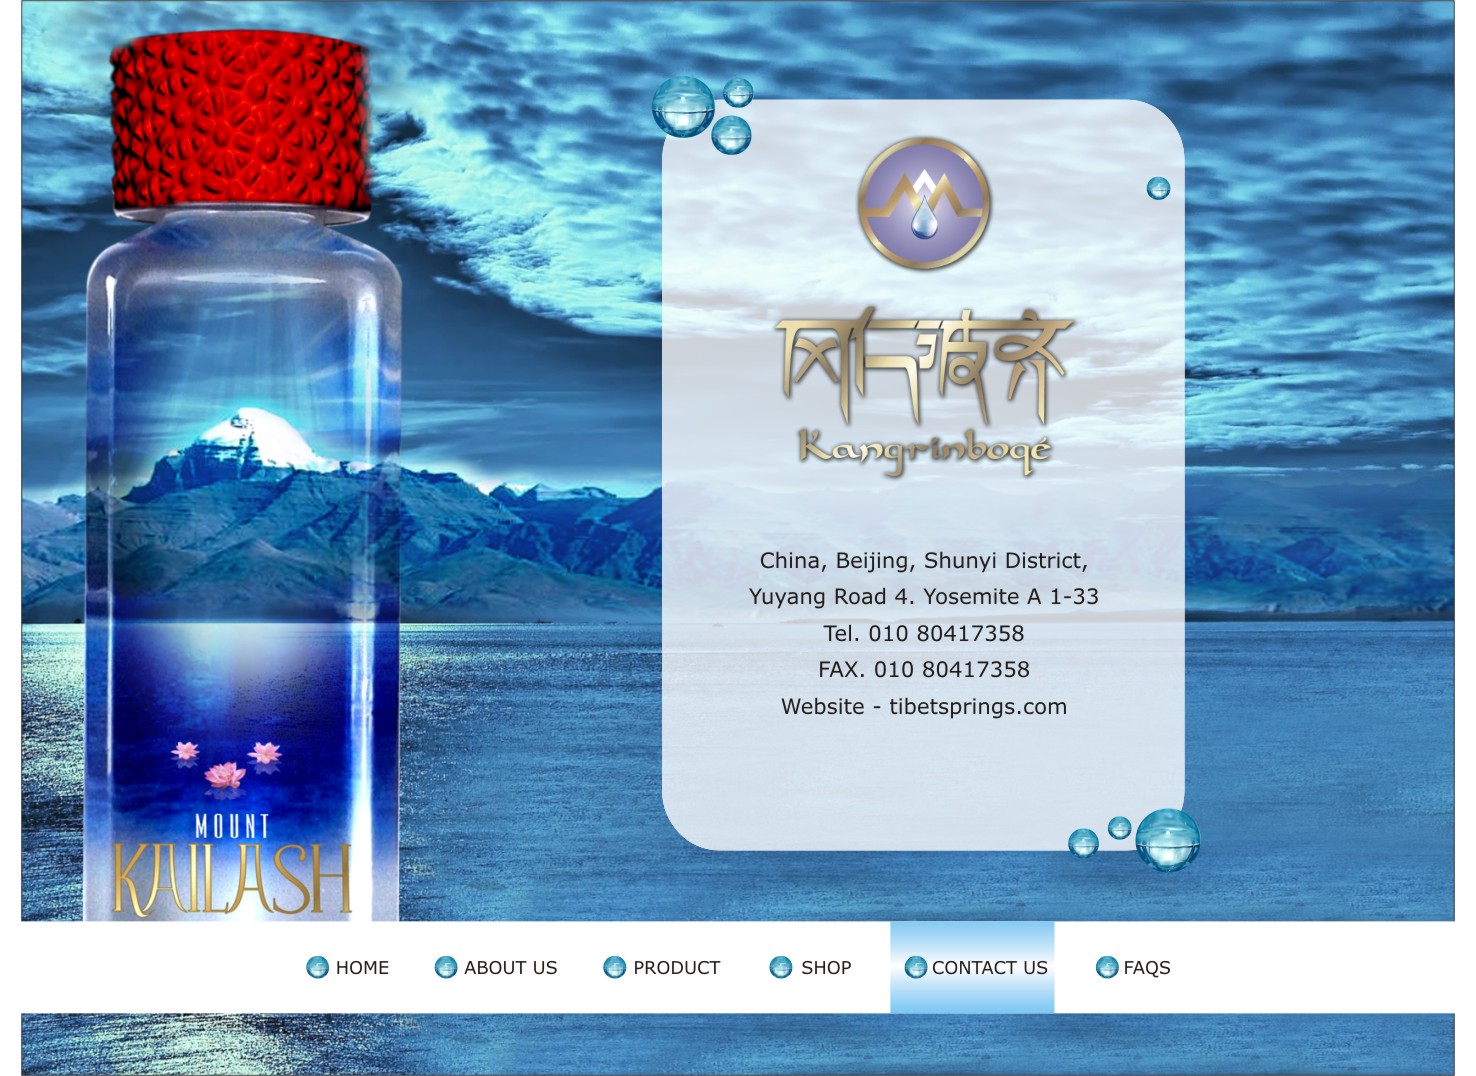 Kangrinboqé
China, Beijing, Shunyi District,
Yuyang Road 4. Yosemite A 1-33
Tel. 010 80417358
FAX. 010 80417358
Website - tibetsprings.com
MOUNT
KAILASH
HOME
ABOUT US
PRODUCT
SHOP
CONTACT US
FAQS